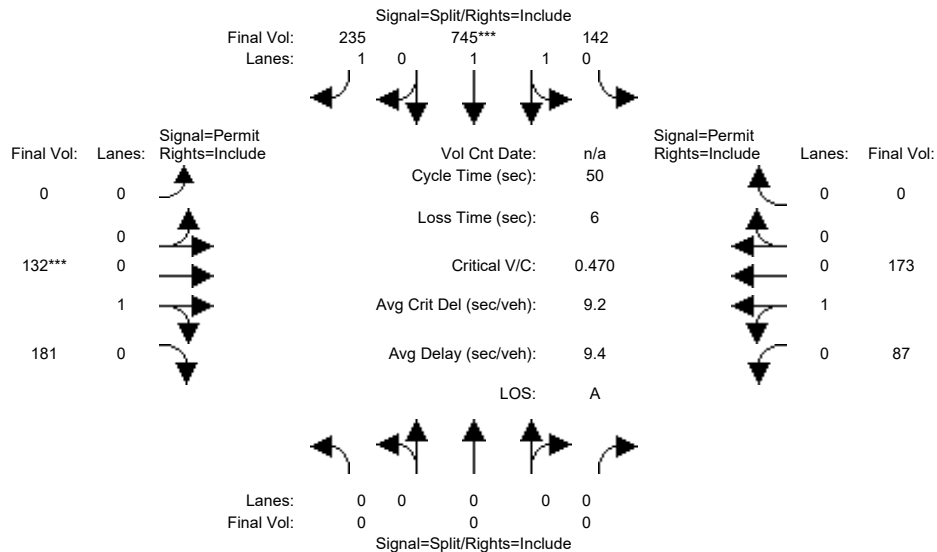 Signal=Split/Rights=Include
Final Vol: 235 745*** 142
Lanes: 1 0 1 1 0
Signal=Permit Signal=Permit
Final Vol: Lanes: Rights=Include Vol Cnt Date: n/a Rights=Include Lanes: Final Vol:
Cycle Time (sec): 50
0 0 0 0
Loss Time (sec): 6
0 0
132*** 0 Critical V/C: 0.470 0 173
1 Avg Crit Del (sec/veh): 9.2 1
181 0 Avg Delay (sec/veh): 9.4 0 87
LOS: A
Lanes: 0 0 0 0 0
Final Vol: 0 0 0
Signal=Split/Rights=Include